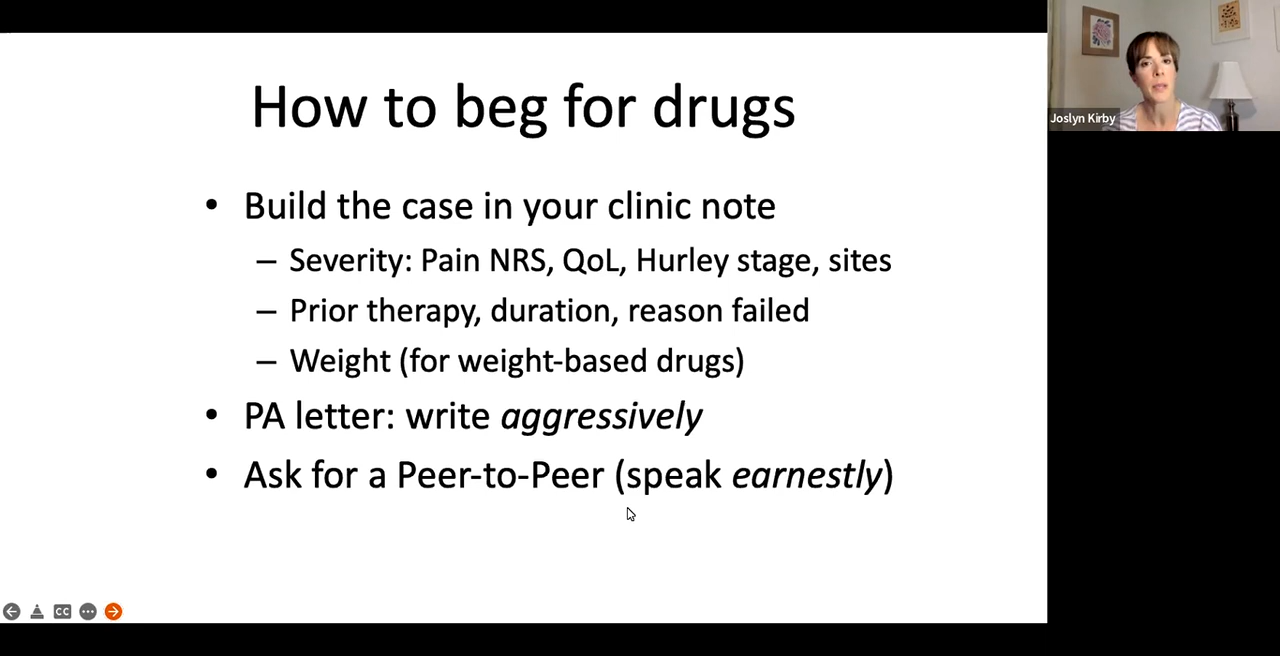 How to beg for drugs
• Build the case in your clinic note
– Severity: Pain NRS, QoL, Hurley stage, sites
– Prior therapy, duration, reason failed
– Weight (for weight-based drugs)
• PA letter: write aggressively
• Ask for a Peer-to-Peer (speak earnestly)
Joslyn Kirby
CC